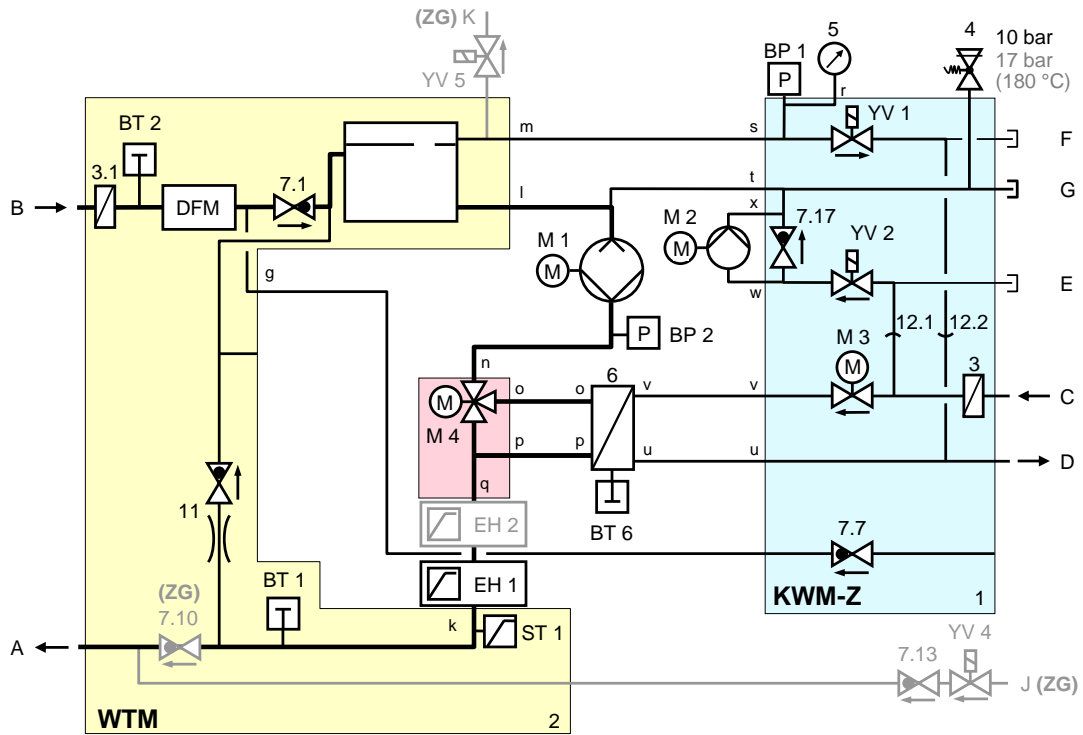 (ZG) K
YV 5
BP 1
P
5
4
10 bar
17 bar
(180 °C)
r
BT 2
3.1
B
DFM
7.1
m
l
s
YV 1
F
t
G
x
M 2
M
7.17
YV 2
M 1
M
w
E
g
P
BP 2
12.1
12.2
M 3
M
n
6
3
M
M 4
o
o
v
v
C
p
p
u
u
D
q
EH 2
BT 6
11
7.7
EH 1
BT 1
(ZG)
7.10
k
ST 1
KWM-Z
1
A
7.13
YV 4
J (ZG)
WTM
2